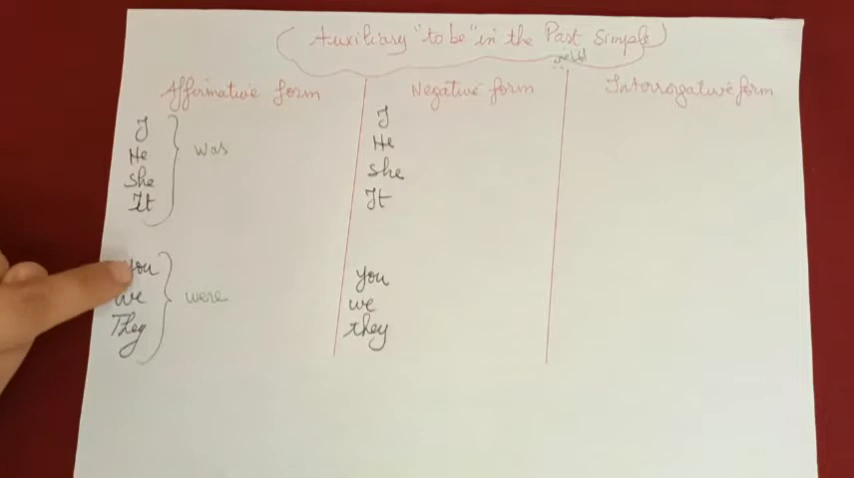 Auxiliary "to be" in the Past Simple
Affirmative form
I
He
she
It
was
you
we
They
were
Negative form
I
He
she
It
you
we
they
Interrogative form